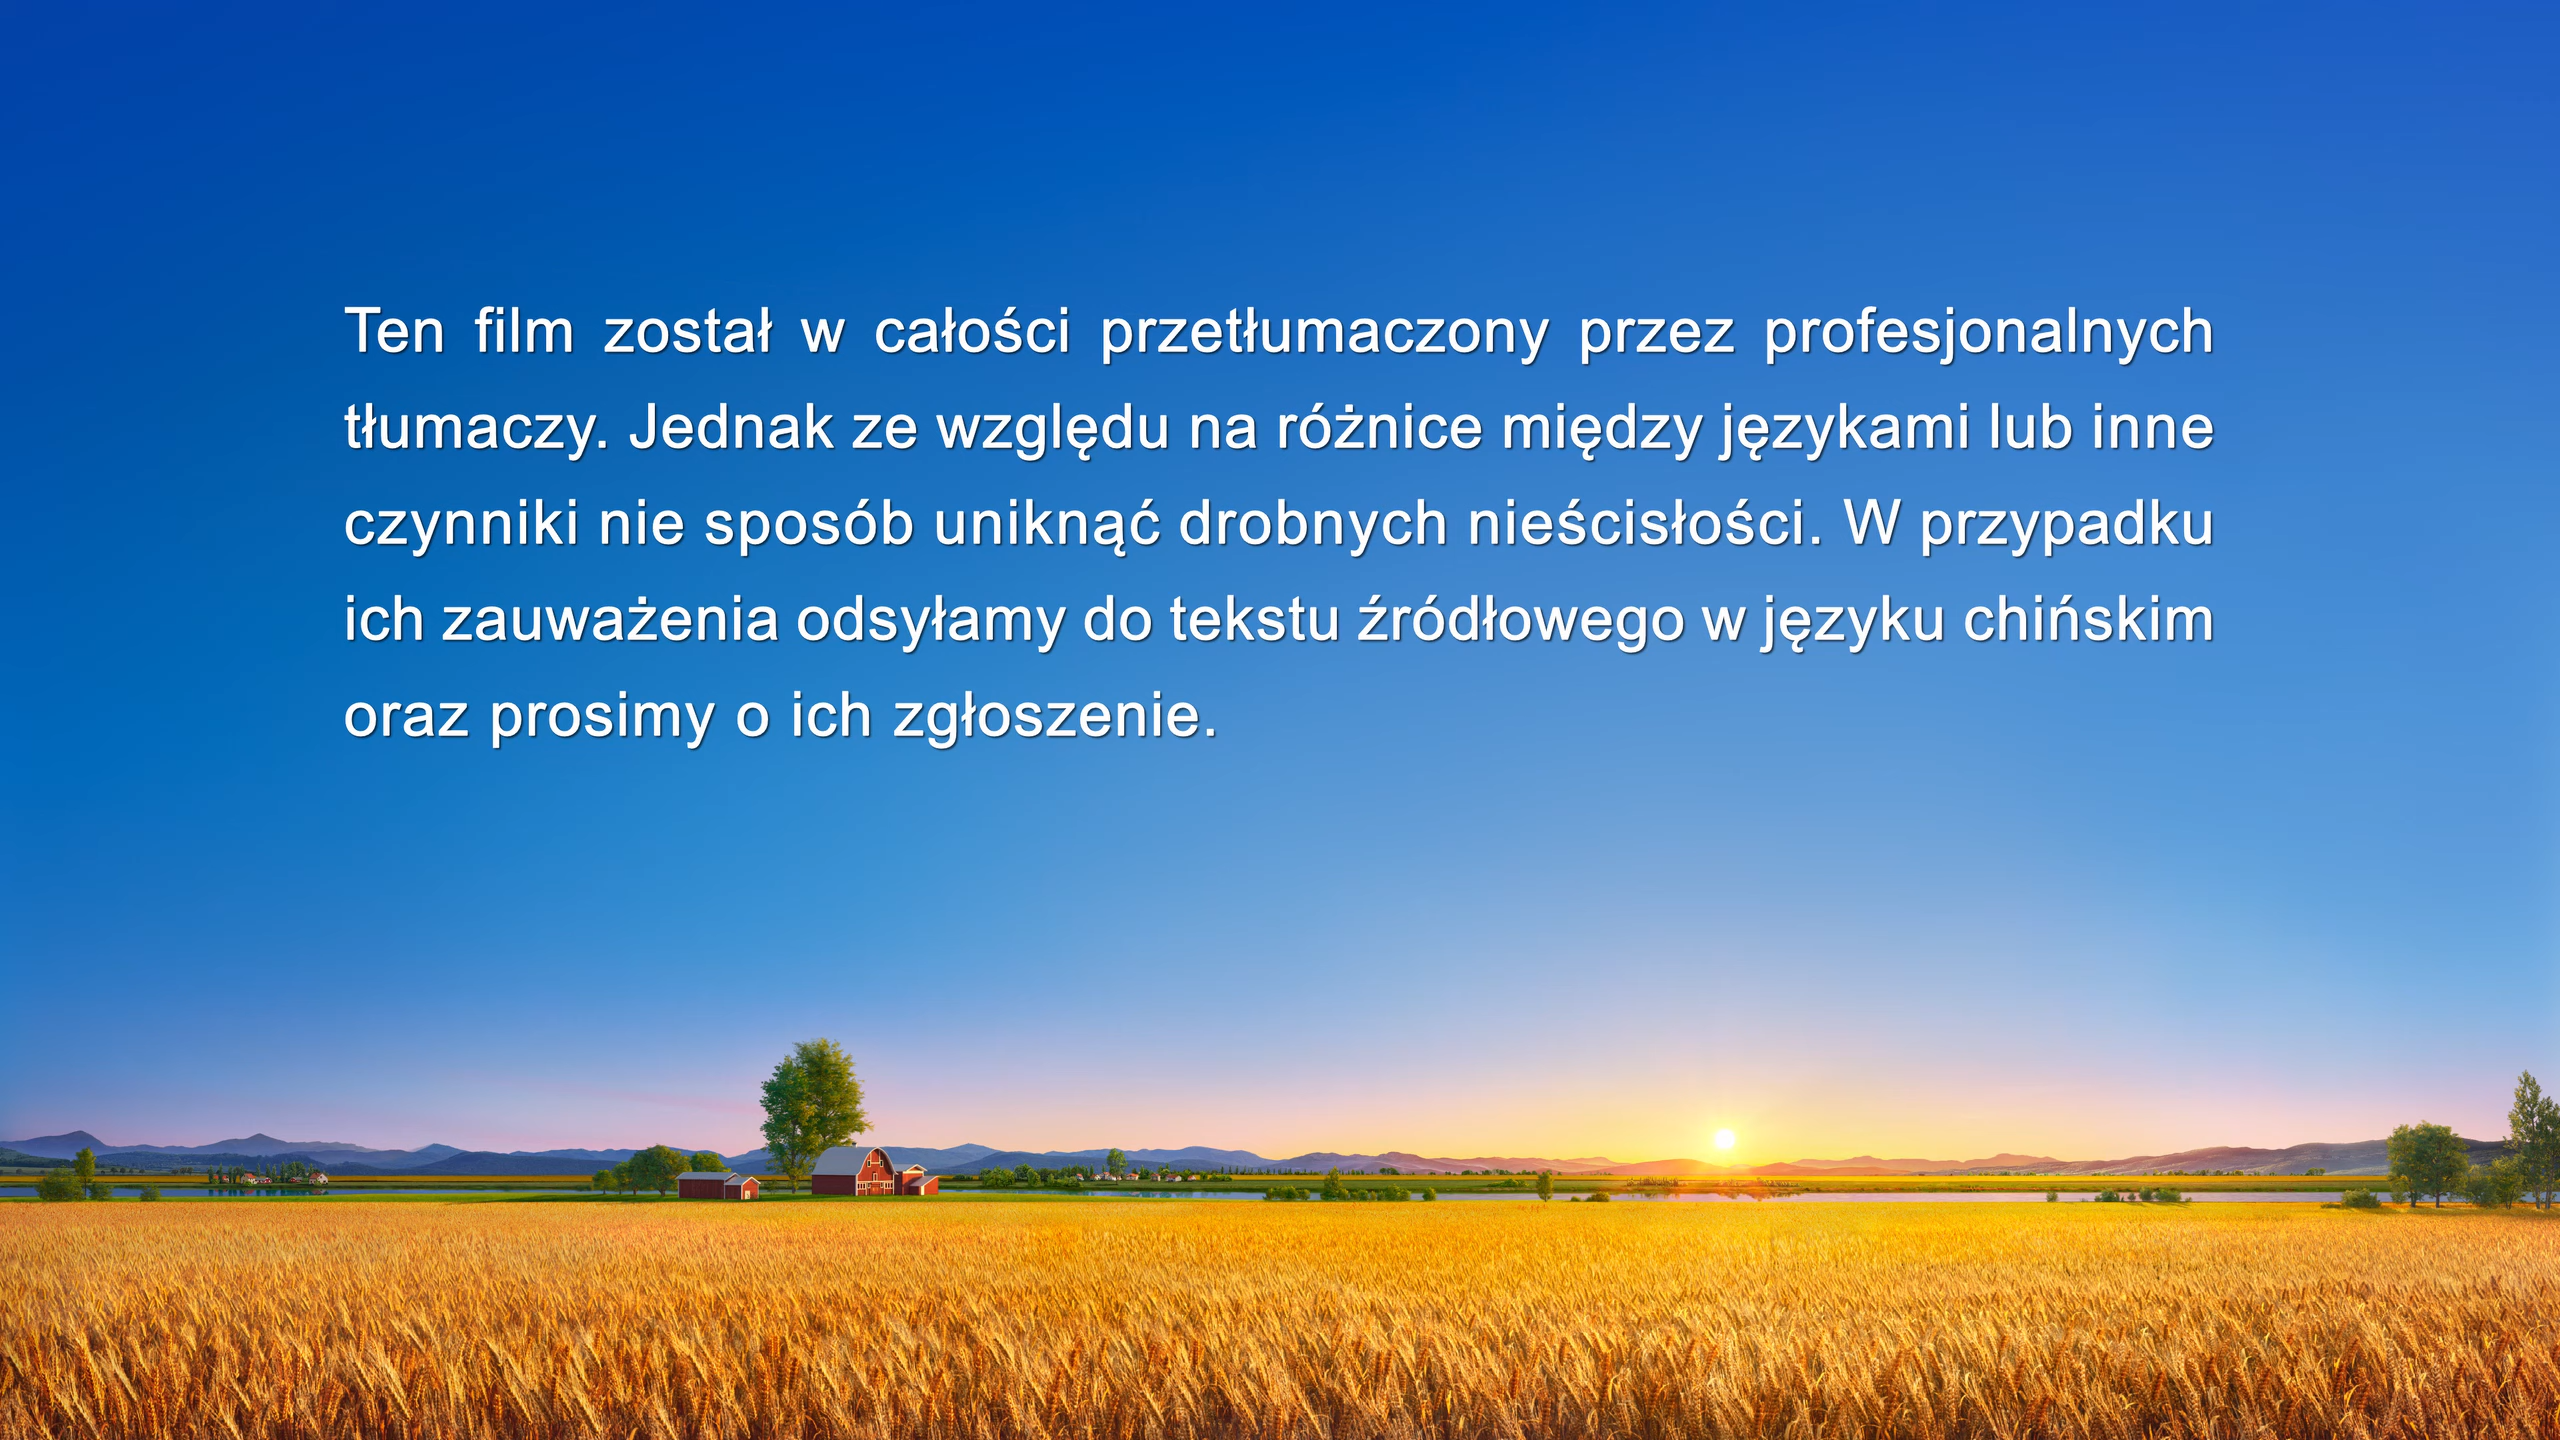 Ten film został w całości przetłumaczony przez profesjonalnych
tłumaczy. Jednak ze względu na różnice między językami lub inne
czynniki nie sposób uniknąć drobnych nieścisłości. W przypadku
ich zauważenia odsyłamy do tekstu źródłowego w języku chińskim
oraz prosimy o ich zgłoszenie.